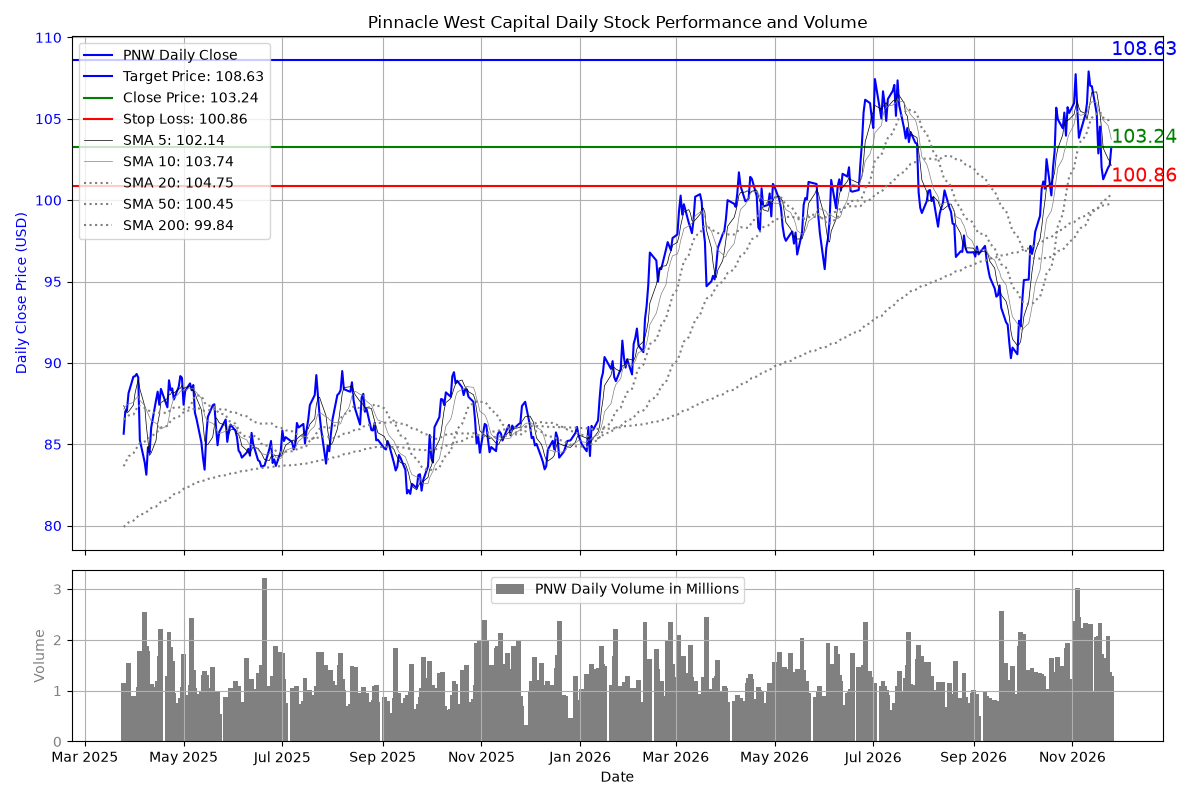 Pinnacle West Capital Daily Stock Performance and Volume
110
105
100
95
90
85
80
Daily Close Price (USD)
PNW Daily Close
Target Price: 108.63
Close Price: 103.24
Stop Loss: 100.86
SMA 5: 102.14
SMA 10: 103.74
SMA 20: 104.75
SMA 50: 100.45
SMA 200: 99.84
108.63
103.24
100.86
3
2
1
0
Volume
PNW Daily Volume in Millions
Mar 2025 May 2025 Jul 2025 Sep 2025 Nov 2025 Jan 2026 Mar 2026 May 2026 Jul 2026 Sep 2026 Nov 2026
Date